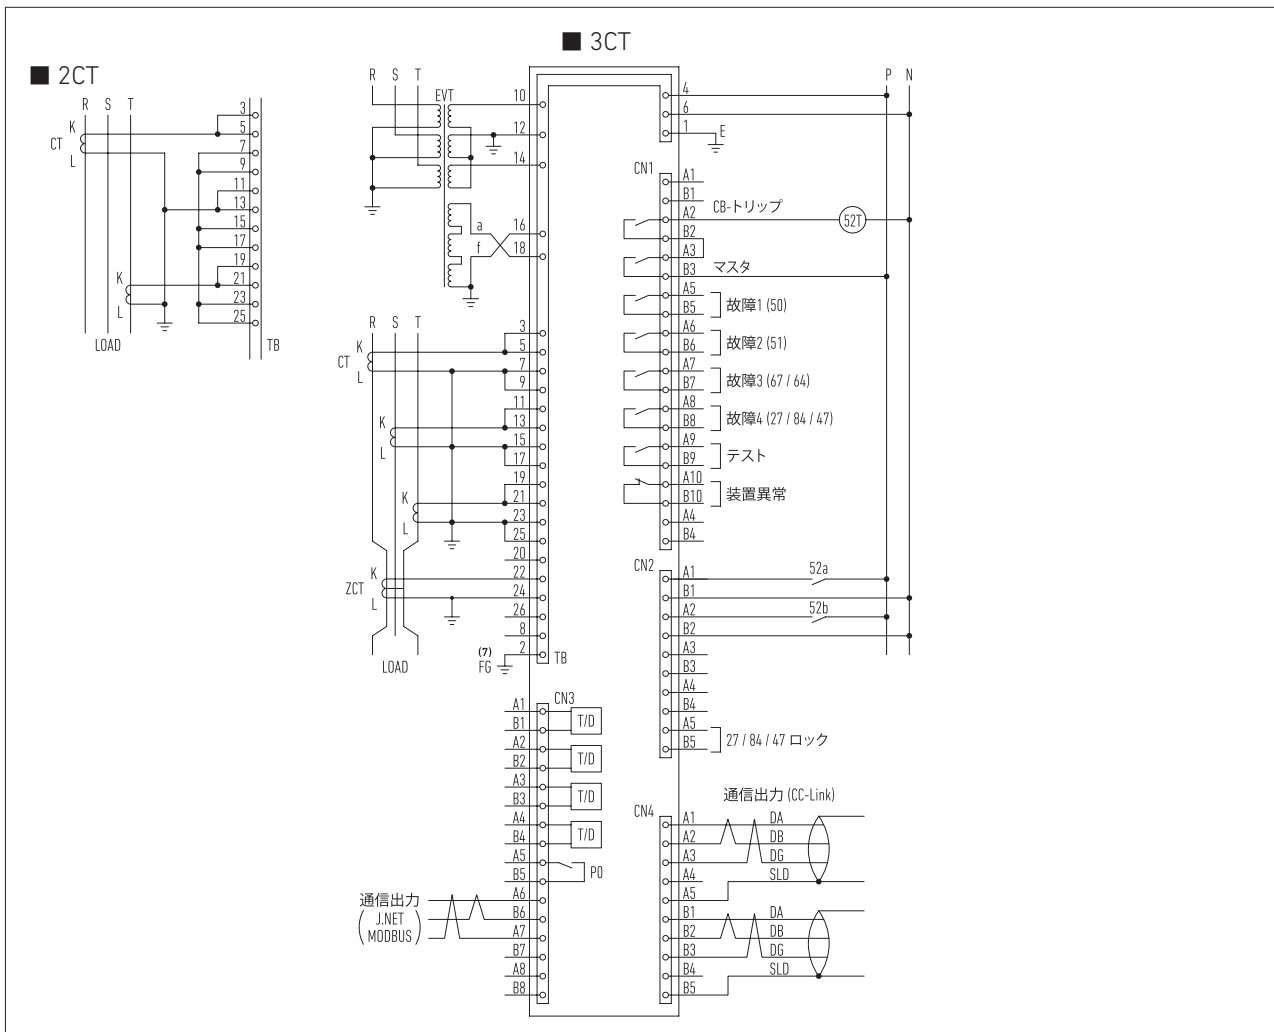 ■ 2CT
R S T
K
CT
L
K
L
LOAD
3
5
7
9
11
13
15
17
19
21
23
25
TB
■ 3CT
R S T
EVT
10
12
14
a
16
f
18
R S T
K
CT
L
K
L
K
L
K
ZCT
L
LOAD
3
5
7
9
11
13
15
17
19
21
23
25
20
22
24
26
8
2
(7)
FG
TB
CN3
A1
B1
T/D
A2
B2
T/D
A3
B3
T/D
A4
B4
T/D
A5
B5
PO
A6
B6
A7
B7
A8
B8
通信出力
( J.NET
MODBUS )
P N
4
6
1
E
CN1
A1
B1
CB-トリップ
A2
52T
B2
A3
B3
マスタ
A5
B5
故障1 (50)
A6
B6
故障2 (51)
A7
B7
故障3 (67 / 64)
A8
B8
故障4 (27 / 84 / 47)
A9
B9
テスト
A10
B10
装置異常
A4
B4
CN2
A1
52a
B1
A2
52b
B2
A3
B3
A4
B4
A5
B5
27 / 84 / 47 ロック
通信出力 (CC-Link)
CN4
A1 DA
A2 DB
A3 DG
A4 SLD
A5
B1 DA
B2 DB
B3 DG
B4 SLD
B5